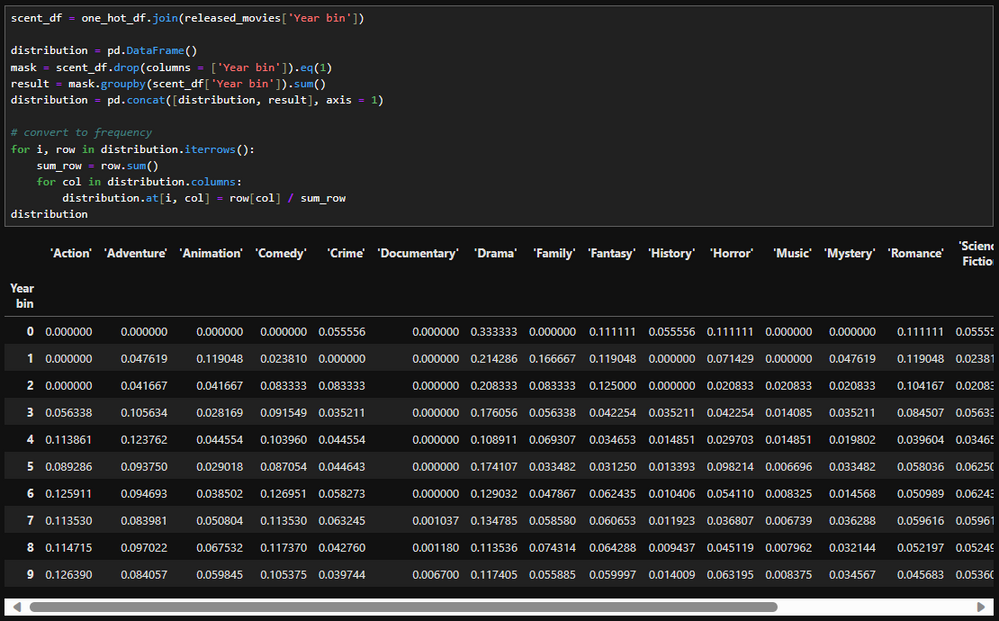 scent_df = one_hot_df.join(released_movies['Year bin'])
distribution = pd.DataFrame()
mask = scent_df.drop(columns = ['Year bin']).eq(1)
result = mask.groupby(scent_df['Year bin']).sum()
distribution = pd.concat([distribution, result], axis = 1)
# convert to frequency
for i, row in distribution.iterrows():
    sum_row = row.sum()
    for col in distribution.columns:
        distribution.at[i, col] = row[col] / sum_row
distribution
'Action' 'Adventure' 'Animation' 'Comedy' 'Crime' 'Documentary' 'Drama' 'Family' 'Fantasy' 'History' 'Horror' 'Music' 'Mystery' 'Romance' 'Scienc
Fictio
Year
bin
0 0.000000 0.000000 0.000000 0.000000 0.055556 0.000000 0.333333 0.000000 0.111111 0.055556 0.111111 0.000000 0.000000 0.111111 0.0555
1 0.000000 0.047619 0.119048 0.023810 0.000000 0.000000 0.214286 0.166667 0.119048 0.000000 0.071429 0.000000 0.047619 0.119048 0.02381
2 0.000000 0.041667 0.041667 0.083333 0.083333 0.000000 0.208333 0.083333 0.125000 0.000000 0.020833 0.020833 0.020833 0.104167 0.0208
3 0.056338 0.105634 0.028169 0.091549 0.035211 0.000000 0.176056 0.056338 0.042254 0.035211 0.042254 0.014085 0.035211 0.084507 0.0563
4 0.113861 0.123762 0.044554 0.103960 0.044554 0.000000 0.108911 0.069307 0.034653 0.014851 0.029703 0.014851 0.019802 0.039604 0.0346
5 0.089286 0.093750 0.029018 0.087054 0.044643 0.000000 0.174107 0.033482 0.031250 0.013393 0.098214 0.006696 0.033482 0.058036 0.0625
6 0.125911 0.094693 0.038502 0.126951 0.058273 0.000000 0.129032 0.047867 0.062435 0.010406 0.054110 0.008325 0.014568 0.050989 0.0624
7 0.113530 0.083981 0.050804 0.113530 0.063245 0.001037 0.134785 0.058580 0.060653 0.011923 0.036807 0.006739 0.036288 0.059616 0.0596
8 0.114715 0.097022 0.067532 0.117370 0.042760 0.001180 0.113536 0.074314 0.064288 0.009437 0.045119 0.007962 0.032144 0.052197 0.0524
9 0.126390 0.084057 0.059845 0.105375 0.039744 0.006700 0.117405 0.055885 0.059997 0.014009 0.063195 0.008375 0.034567 0.045683 0.0536